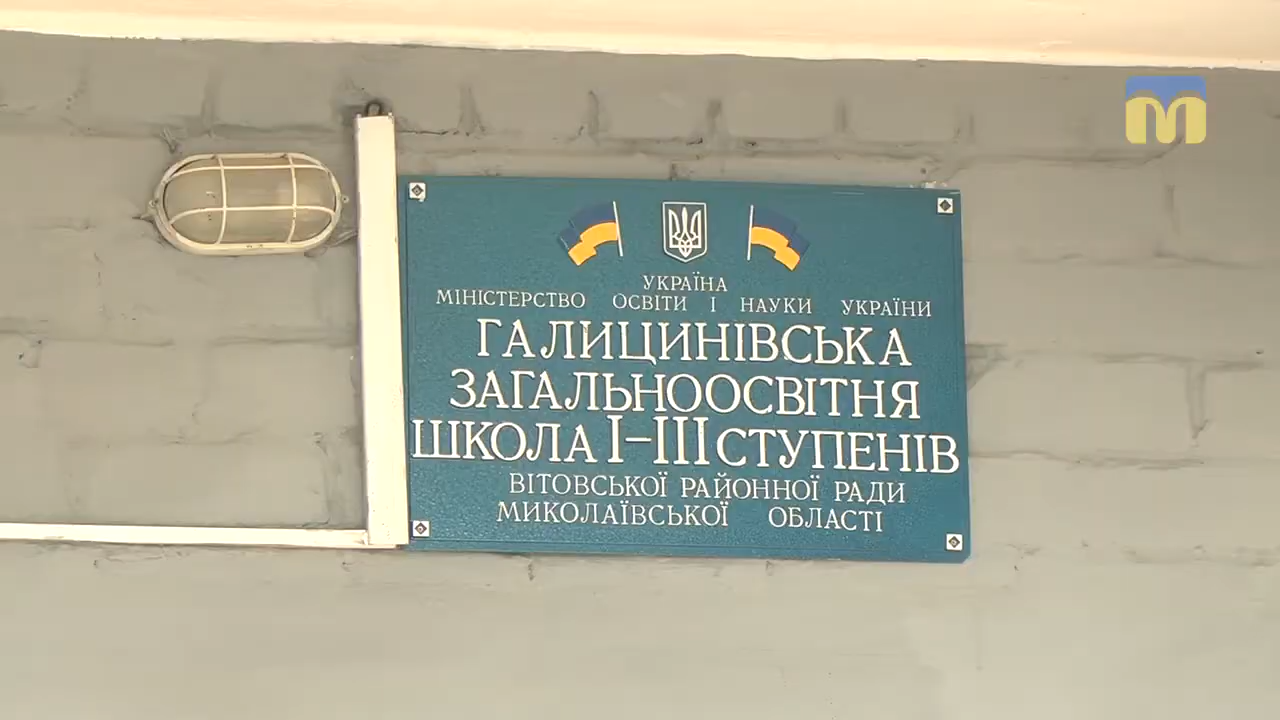 УКРАЇНА
МІНІСТЕРСТВО ОСВІТИ І НАУКИ УКРАЇНИ
ГАЛИЦИНІВСЬКА
ЗАГАЛЬНООСВІТНЯ
ШКОЛА І-ІІІ СТУПЕНІВ
ВІТОВСЬКОЇ РАЙОННОЇ РАДИ
МИКОЛАЇВСЬКОЇ ОБЛАСТІ